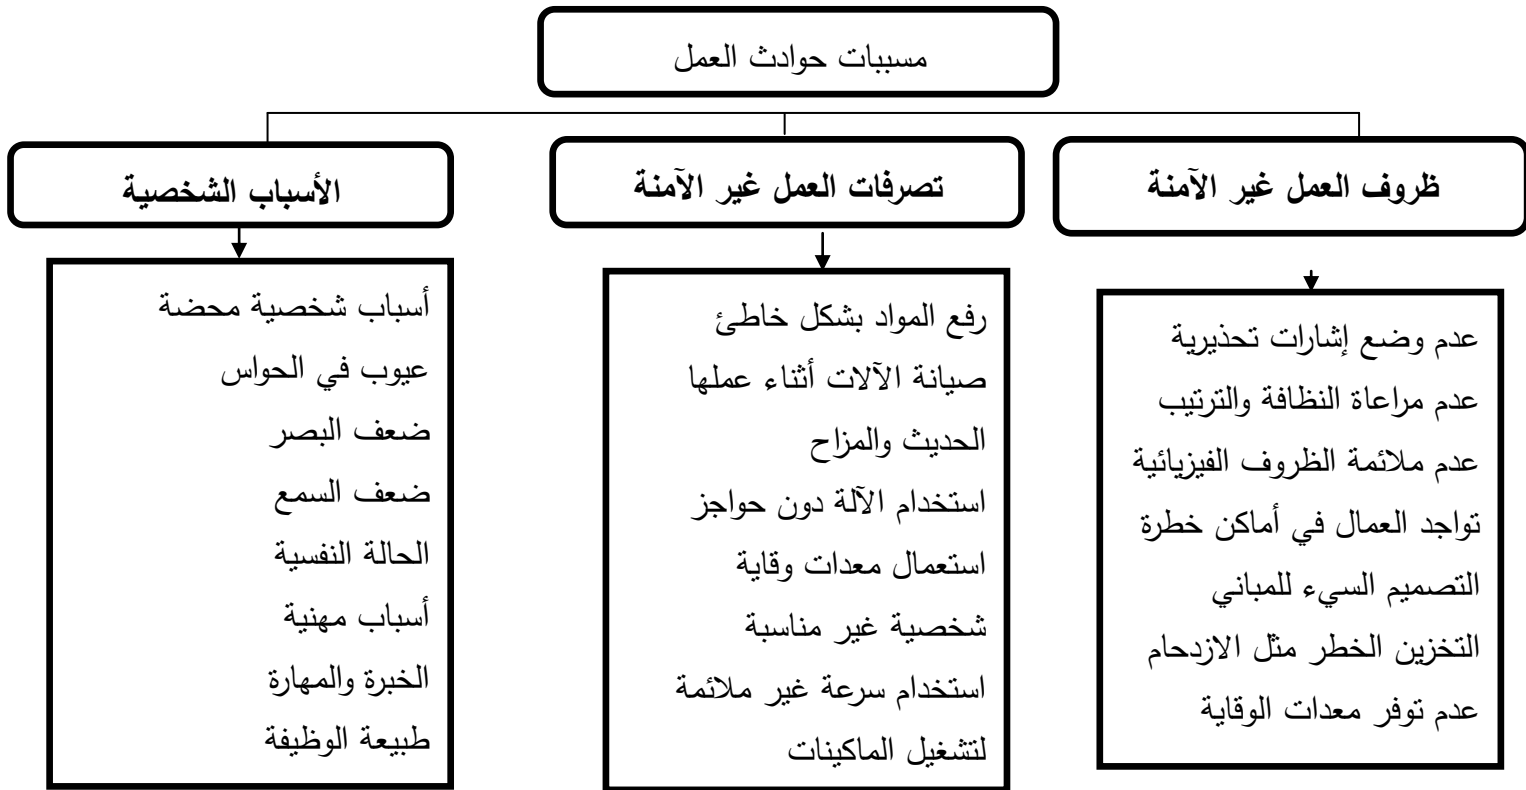 مسببات حوادث العمل
ظروف العمل غير الآمنة
عدم وضع إشارات تحذيرية
عدم مراعاة النظافة والترتيب
عدم ملائمة الظروف الفيزيائية
تواجد العمال في أماكن خطرة
التصميم السيء للمباني
التخزين الخطر مثل الازدحام
عدم توفر معدات الوقاية
تصرفات العمل غير الآمنة
رفع المواد بشكل خاطئ
صيانة الآلات أثناء عملها
الحديث والمزاح
استخدام الآلة دون حواجز
استعمال معدات وقاية
شخصية غير مناسبة
استخدام سرعة غير ملائمة
لتشغيل الماكينات
الأسباب الشخصية
أسباب شخصية محضة
عيوب في الحواس
ضعف البصر
ضعف السمع
الحالة النفسية
أسباب مهنية
الخبرة والمهارة
طبيعة الوظيفة